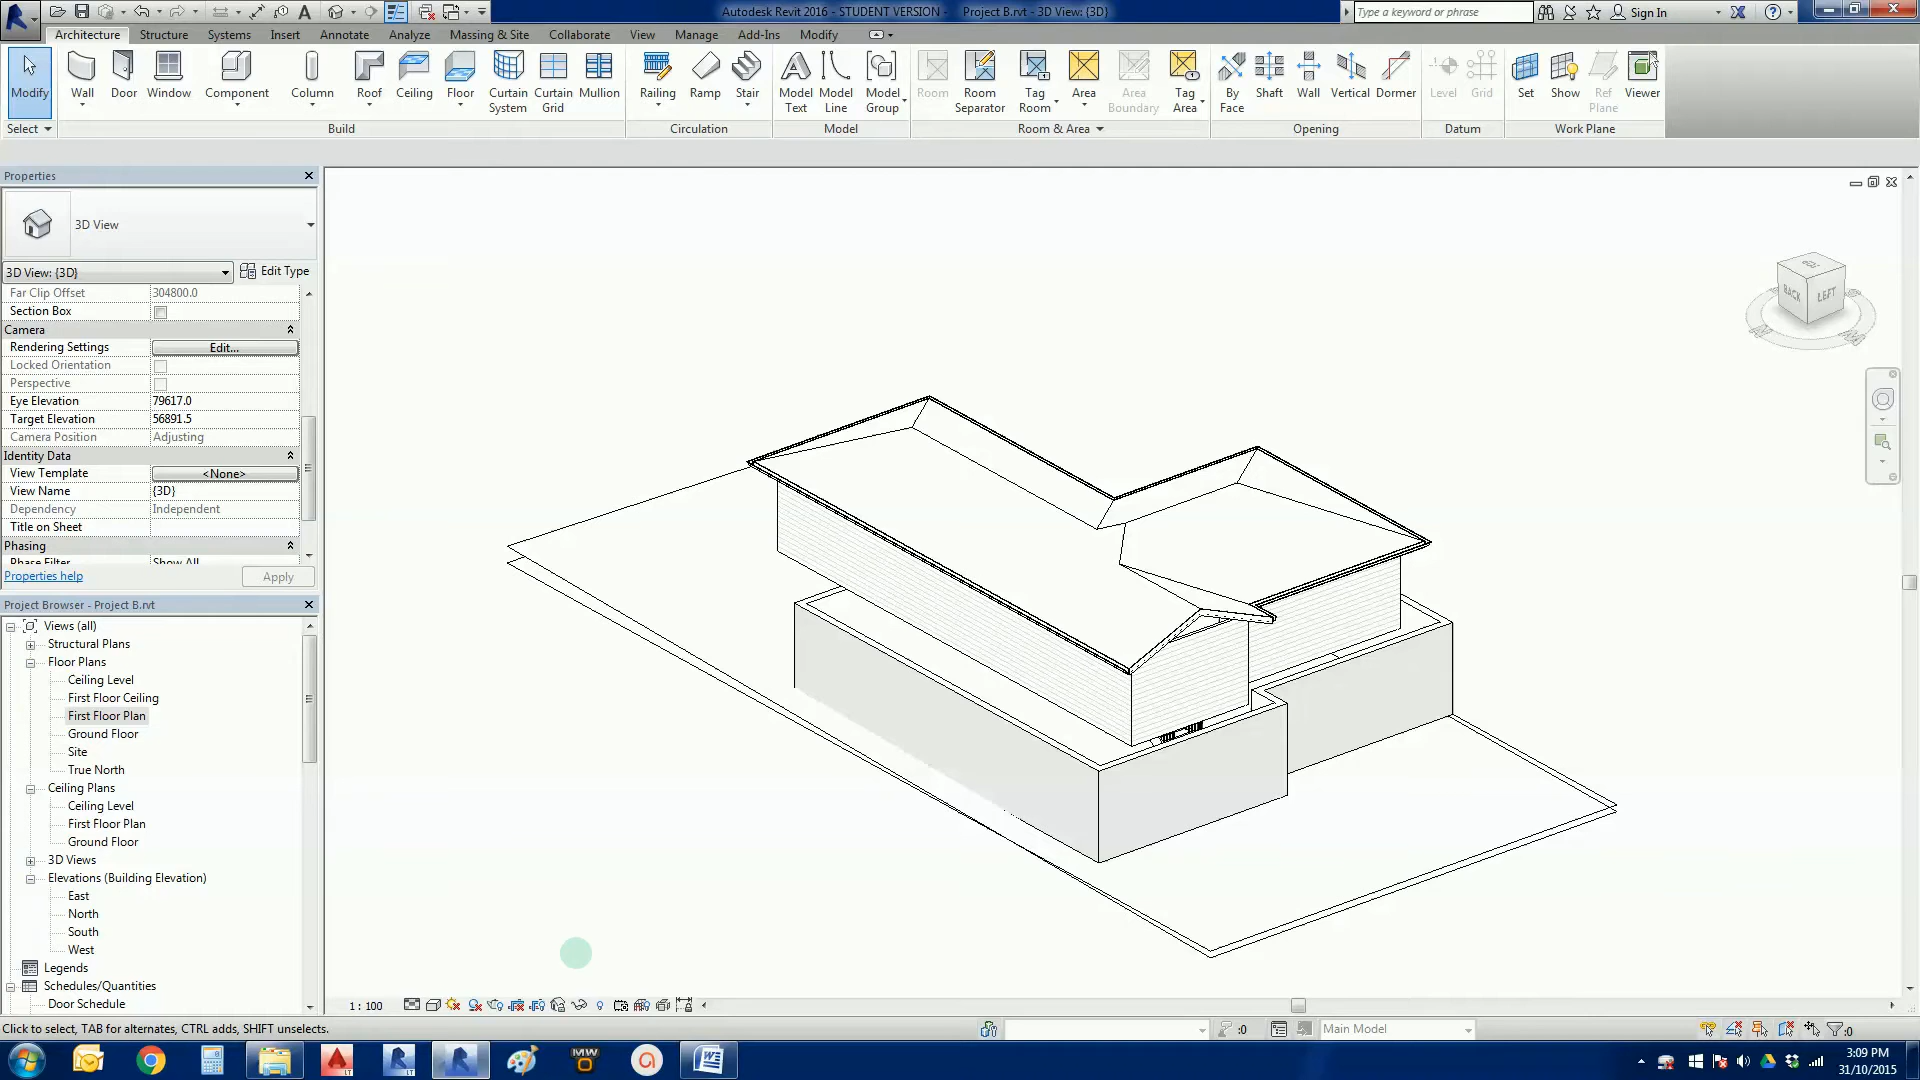 Autodesk Revit 2016 - STUDENT VERSION - Project B.rvt - 3D View: {3D}
Type a keyword or phrase
Sign In
Architecture Structure Systems Insert Annotate Analyze Massing & Site Collaborate View Manage Add-Ins Modify
Modify Wall Door Window Component Column Roof Ceiling Floor Curtain System Curtain Grid Mullion Railing Ramp Stair Model Text Model Line Model Group Room Room Separator Tag Room Area Area Boundary Tag Area By Face Shaft Wall Vertical Dormer Level Grid Set Show Ref Plane Viewer
Select Build Circulation Model Room & Area Opening Datum Work Plane
Properties
3D View
3D View: {3D} Edit Type
Far Clip Offset 304800.0
Section Box
Camera
Rendering Settings Edit...
Locked Orientation
Perspective
Eye Elevation 79617.0
Target Elevation 56891.5
Camera Position Adjusting
Identity Data
View Template <None>
View Name {3D}
Dependency Independent
Title on Sheet
Phasing
Phase Filter Show All
Properties help Apply
Project Browser - Project B.rvt
Views (all)
Structural Plans
Floor Plans
Ceiling Level
First Floor Ceiling
First Floor Plan
Ground Floor
Site
True North
Ceiling Plans
Ceiling Level
First Floor Plan
Ground Floor
3D Views
Elevations (Building Elevation)
East
North
South
West
Legends
Schedules/Quantities
Door Schedule
TOP
BACK LEFT
1 : 100
Click to select, TAB for alternates, CTRL adds, SHIFT unselects.
:0
Main Model
:0
LT
LT
MW
3:09 PM
31/10/2015